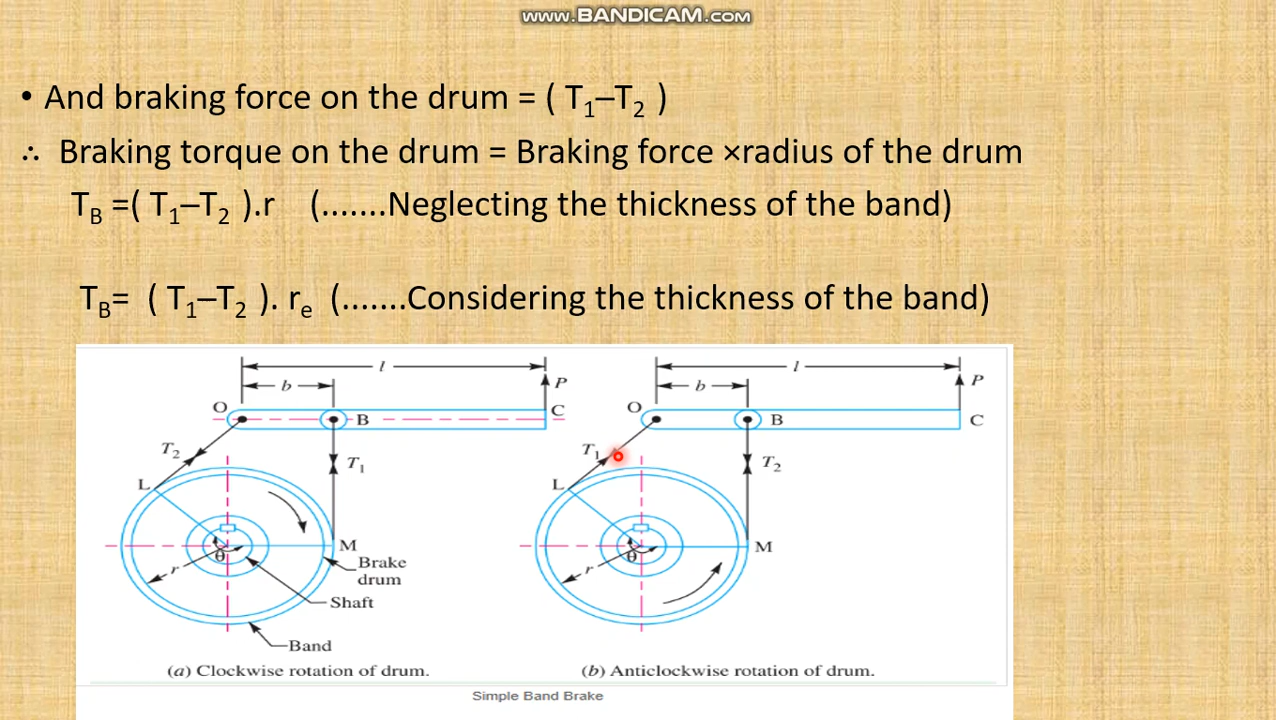 www.BANDICAM.com
• And braking force on the drum = ( T₁–T₂ )
∴ Braking torque on the drum = Braking force ×radius of the drum
T_B =( T₁–T₂ ).r (.......Neglecting the thickness of the band)
T_B= ( T₁–T₂ ). rₑ (.......Considering the thickness of the band)
l
b
P
O
B
C
T₂
T₁
L
M
θ
r
Brake
drum
Shaft
Band
(a) Clockwise rotation of drum.
l
b
P
O
B
C
T₁
T₂
L
M
θ
r
(b) Anticlockwise rotation of drum.
Simple Band Brake